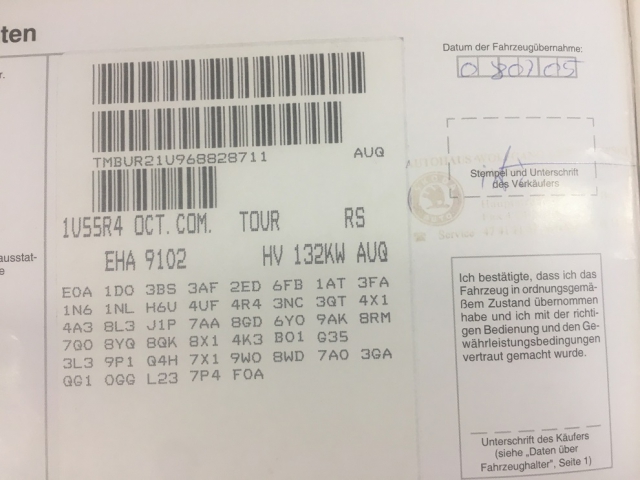 ten
Datum der Fahrzeugübernahme:
080705
r.
TMBUR21U968828711 AUQ
Stempel und Unterschrift
des Verkäufers
Service
1U55R4 OCT.COM. TOUR RS
EHA 9102 HV 132KW AUQ
ausstat-
e
E0A 1D0 3BS 3AF 2ED 6FB 1AT 3FA
1N6 1NL H6U 4UF 4R4 3NC 3QT 4X1
4A3 8L3 J1P 7AA 8GD 6Y0 9AK 8RM
7Q0 8YQ 8QK 8X1 4K3 B01 G35
3L3 9P1 Q4H 7X1 9W0 8WD 7A0 3GA
QG1 0GG L23 7P4 F0A
Ich bestätige, dass ich das
Fahrzeug in ordnungsgemä-
ßem Zustand übernommen
habe und ich mit der richti-
gen Bedienung und den Ge-
währleistungsbedingungen
vertraut gemacht wurde.
Unterschrift des Käufers
(siehe „Daten über
Fahrzeughalter", Seite 1)